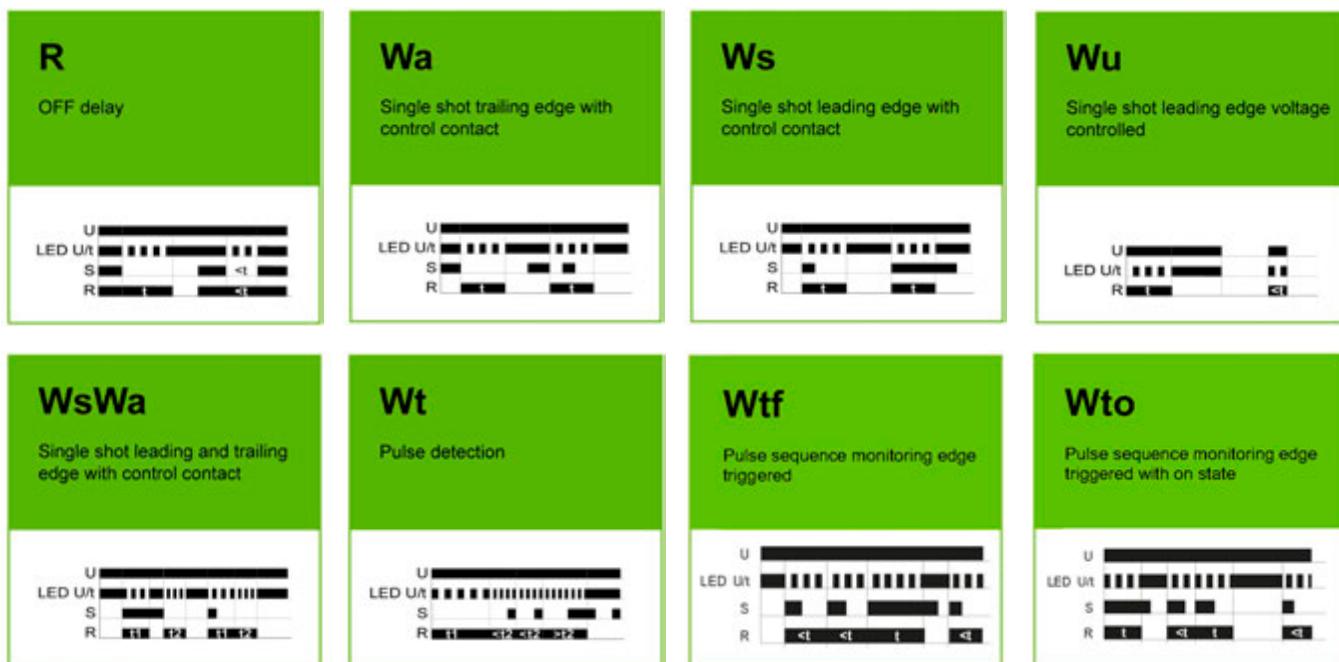 R
OFF delay
U
LED U/t
S
<t
R
t
<t
Wa
Single shot trailing edge with
control contact
U
LED U/t
S
R
t
t
Ws
Single shot leading edge with
control contact
U
LED U/t
S
R
t
t
Wu
Single shot leading edge voltage
controlled
U
LED U/t
R
t
<t
WsWa
Single shot leading and trailing
edge with control contact
U
LED U/t
S
R
t1
t2
t1
t2
Wt
Pulse detection
U
LED U/t
S
R
t1
<t2
<t2
>t2
Wtf
Pulse sequence monitoring edge
triggered
U
LED U/t
S
R
<t
<t
t
<t
Wto
Pulse sequence monitoring edge
triggered with on state
U
LED U/t
S
R
t
<t
t
<t